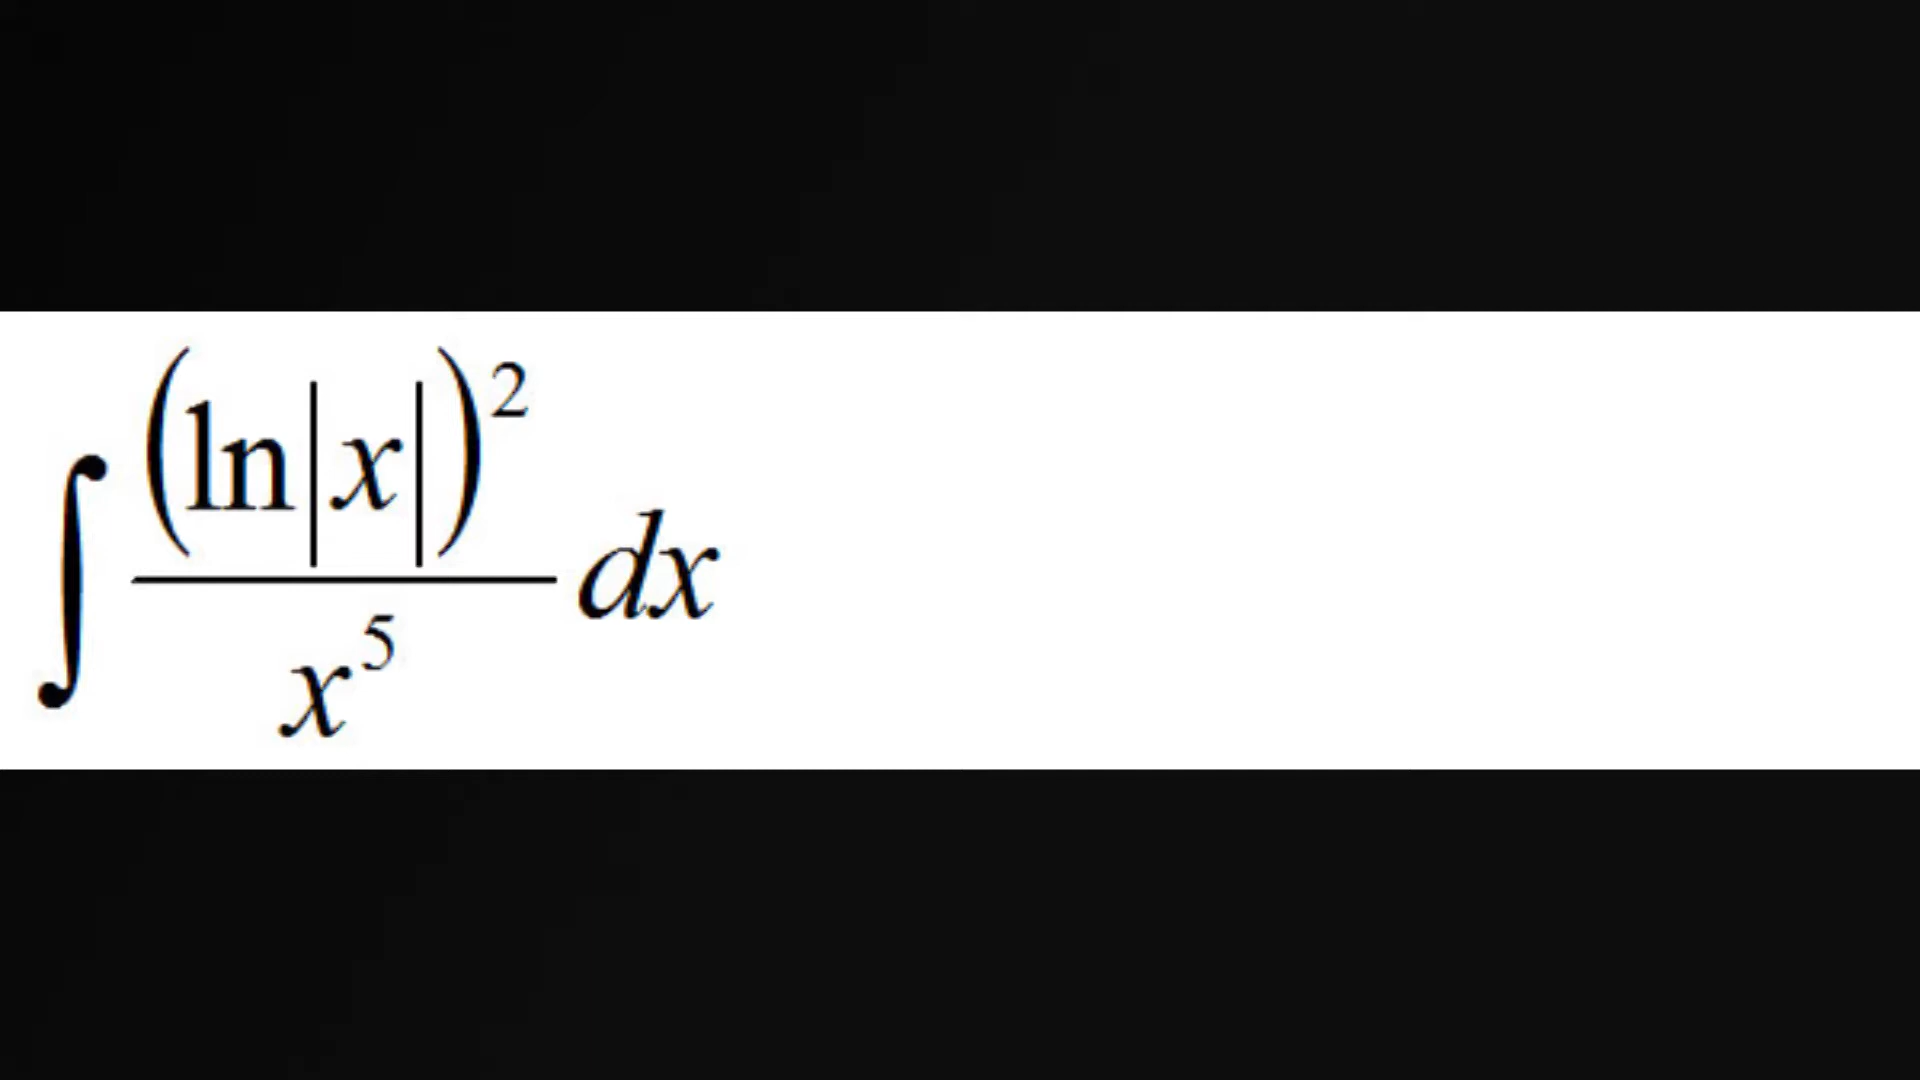 ∫ (ln|x|)² / x⁵ dx